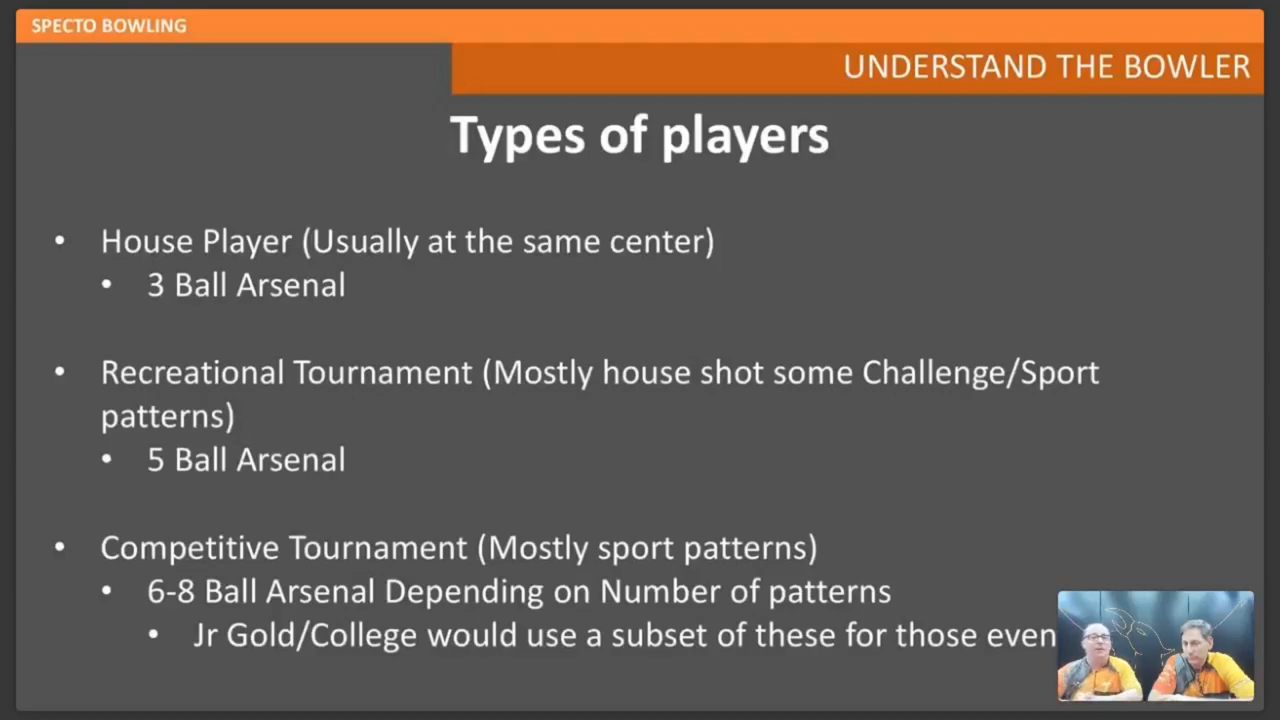 SPECTO BOWLING
UNDERSTAND THE BOWLER
Types of players
• House Player (Usually at the same center)
• 3 Ball Arsenal
• Recreational Tournament (Mostly house shot some Challenge/Sport
patterns)
• 5 Ball Arsenal
• Competitive Tournament (Mostly sport patterns)
• 6-8 Ball Arsenal Depending on Number of patterns
• Jr Gold/College would use a subset of these for those even